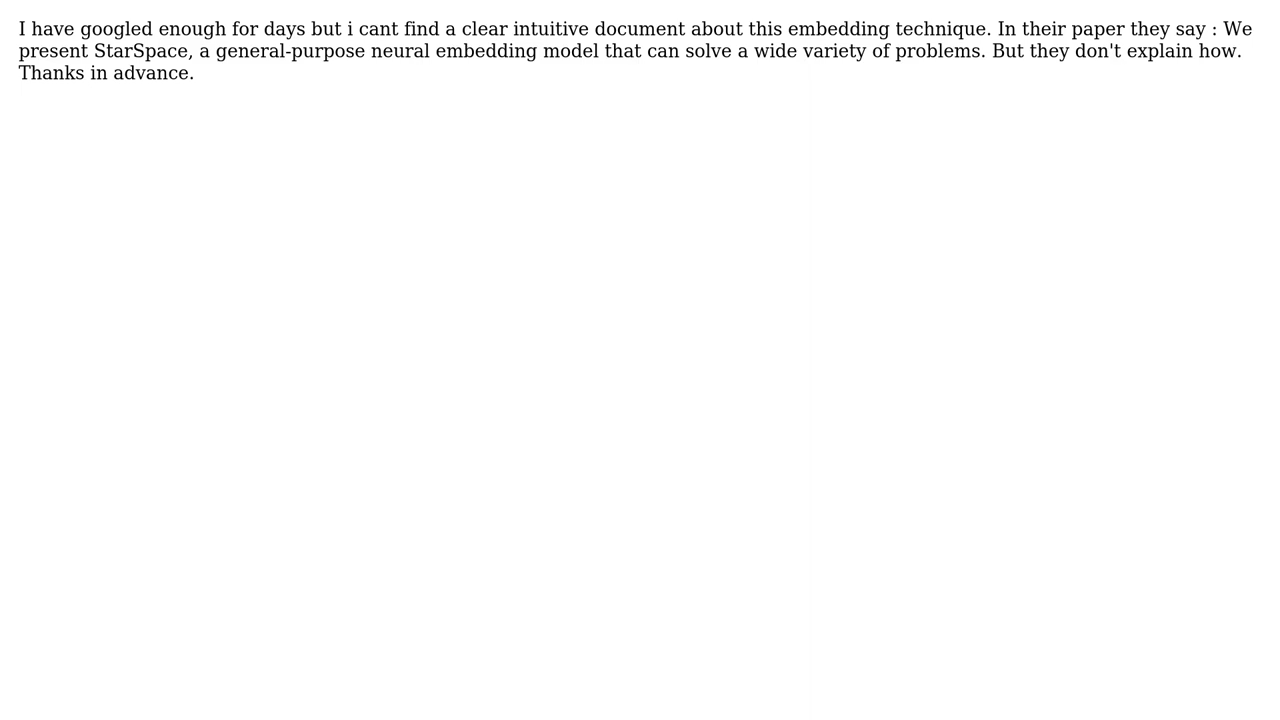 I have googled enough for days but i cant find a clear intuitive document about this embedding technique. In their paper they say : We
present StarSpace, a general-purpose neural embedding model that can solve a wide variety of problems. But they don't explain how.
Thanks in advance.